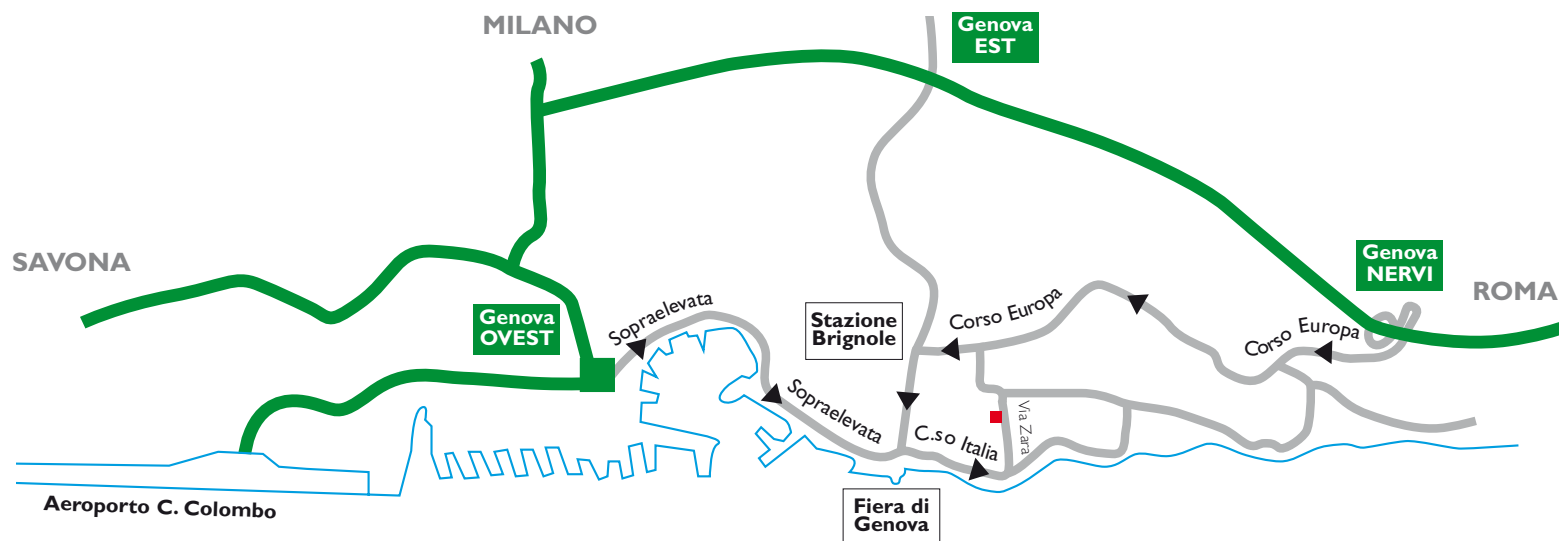 MILANO
Genova
EST
SAVONA
Genova
NERVI
ROMA
Genova
OVEST
Sopraelevata
Stazione
Brignole
Corso Europa
Corso Europa
Sopraelevata
C.so Italia
Via Zara
Aeroporto C. Colombo
Fiera di
Genova